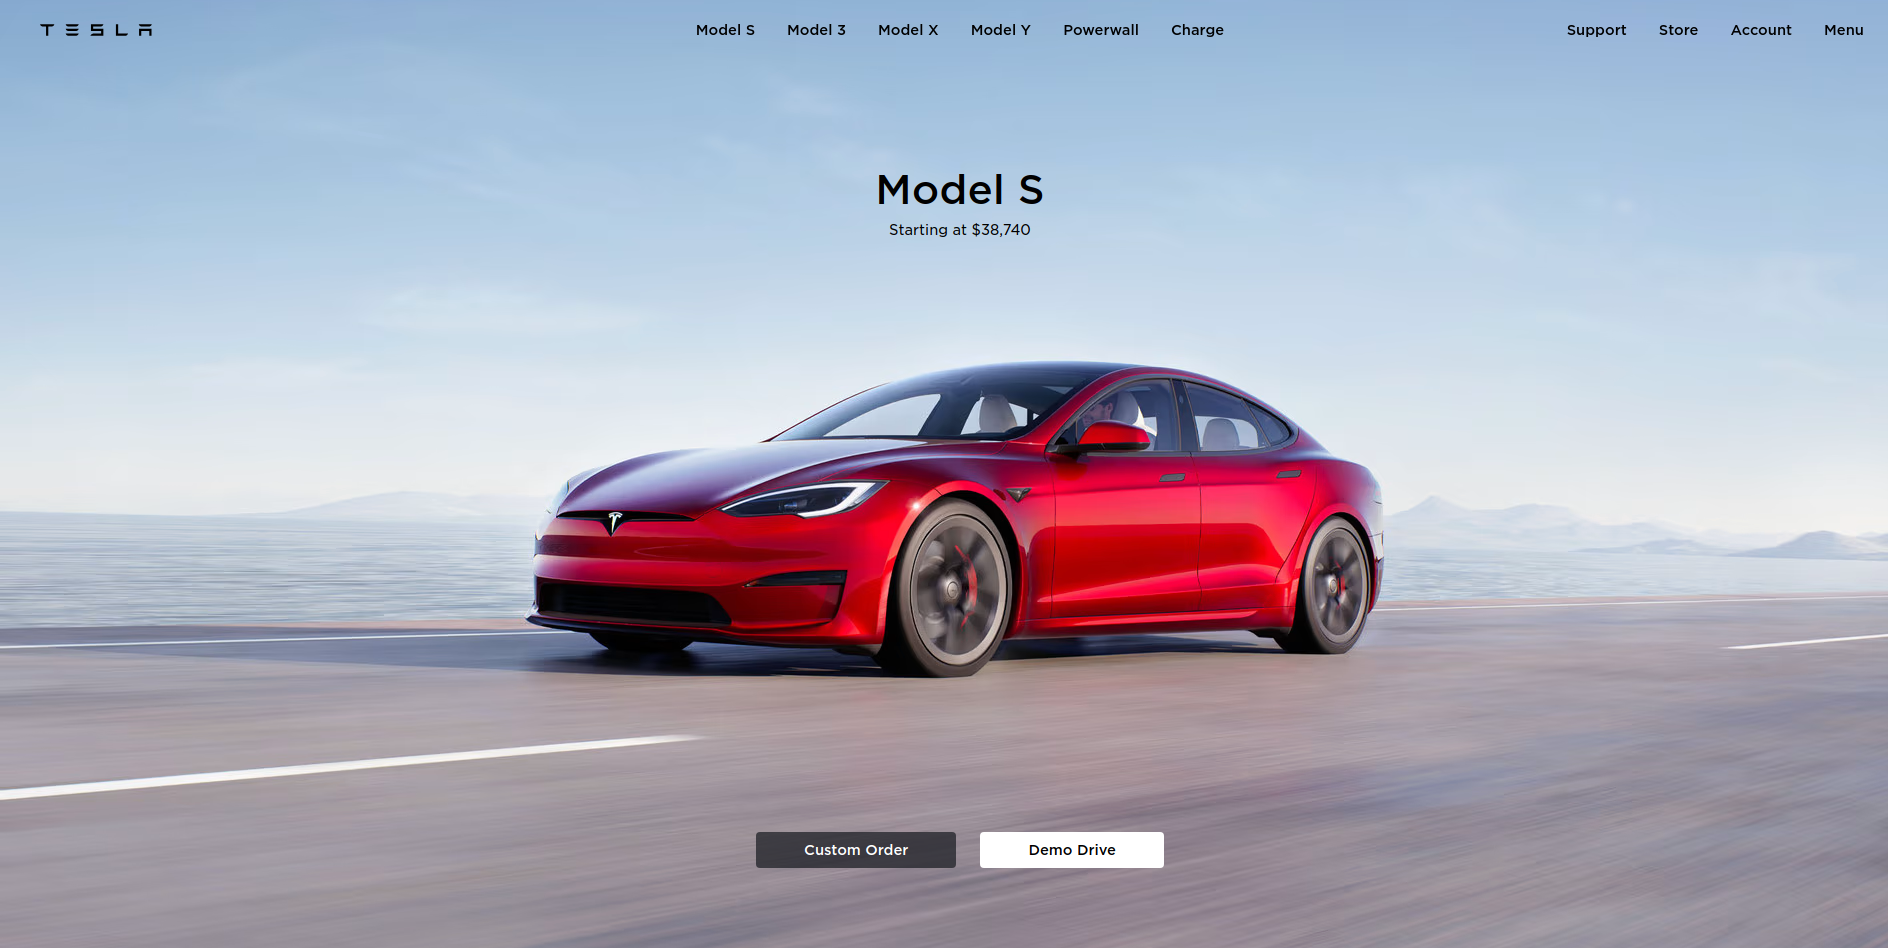 TESLA
Model S Model 3 Model X Model Y Powerwall Charge
Support Store Account Menu
Model S
Starting at $38,740
Custom Order Demo Drive